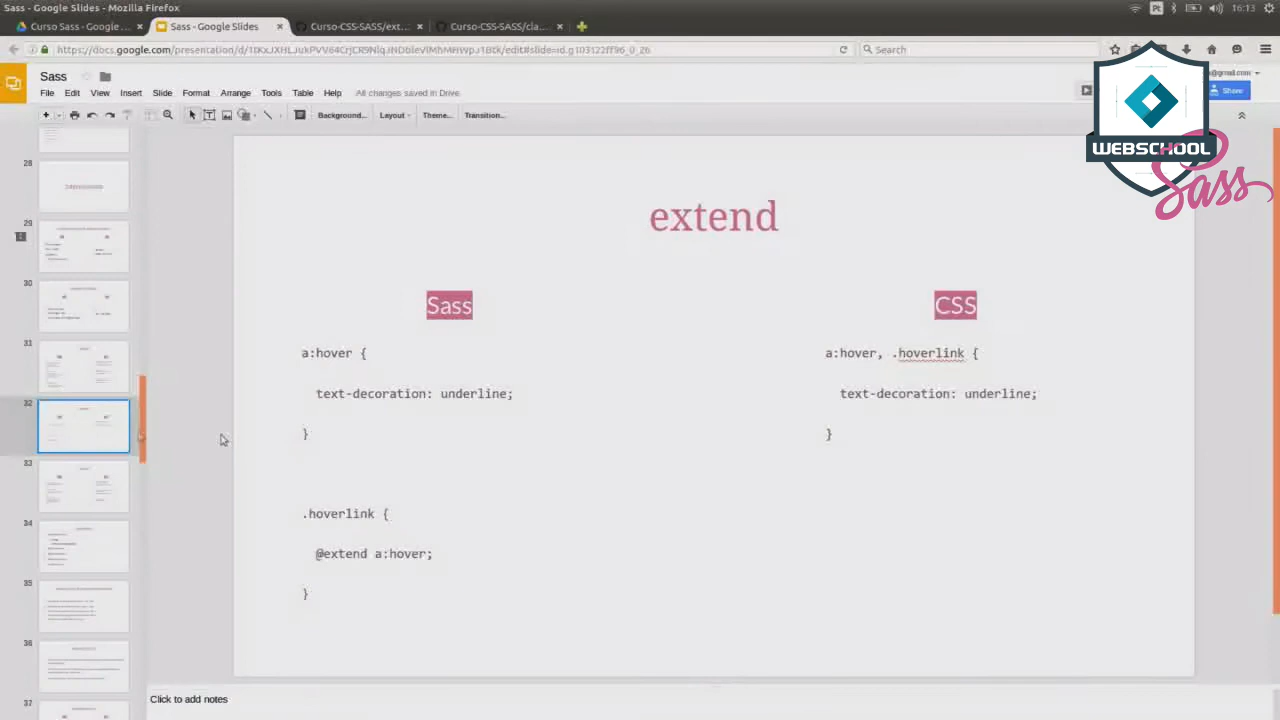 Sass - Google Slides - Mozilla Firefox
Pt
16:13
Curso Sass - Google ...
Sass - Google Slides
Curso-CSS-SASS/ext...
Curso-CSS-SASS/cla...
Search
Sass
File Edit View Insert Slide Format Arrange Tools Table Help All changes saved in Drive
Share
Background... Layout Theme... Transition...
WEBSCHOOL
Sass
28
29
30
31
32
33
34
35
36
37
extend
Sass
a:hover {
text-decoration: underline;
}
.hoverlink {
@extend a:hover;
}
CSS
a:hover, .hoverlink {
text-decoration: underline;
}
Click to add notes